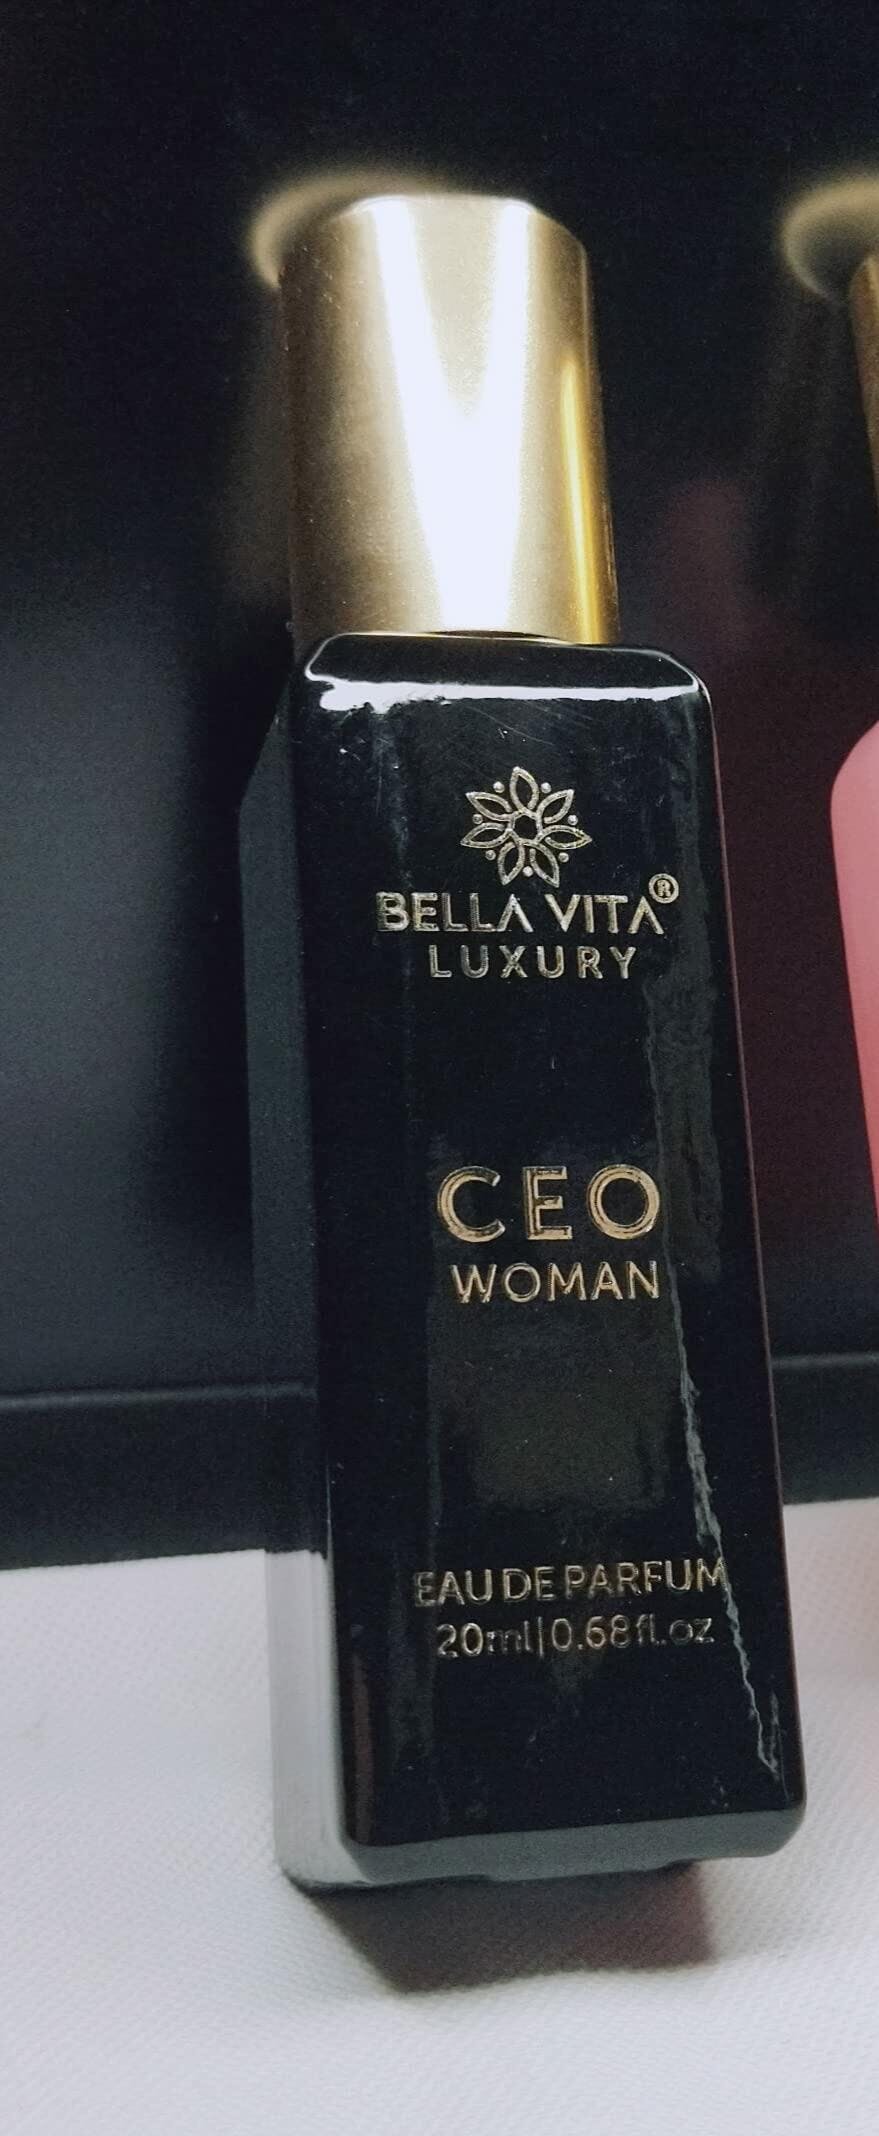 BELLA VITA®
LUXURY
CEO
WOMAN
EAU DE PARFUM
20ml|0.68fl.oz